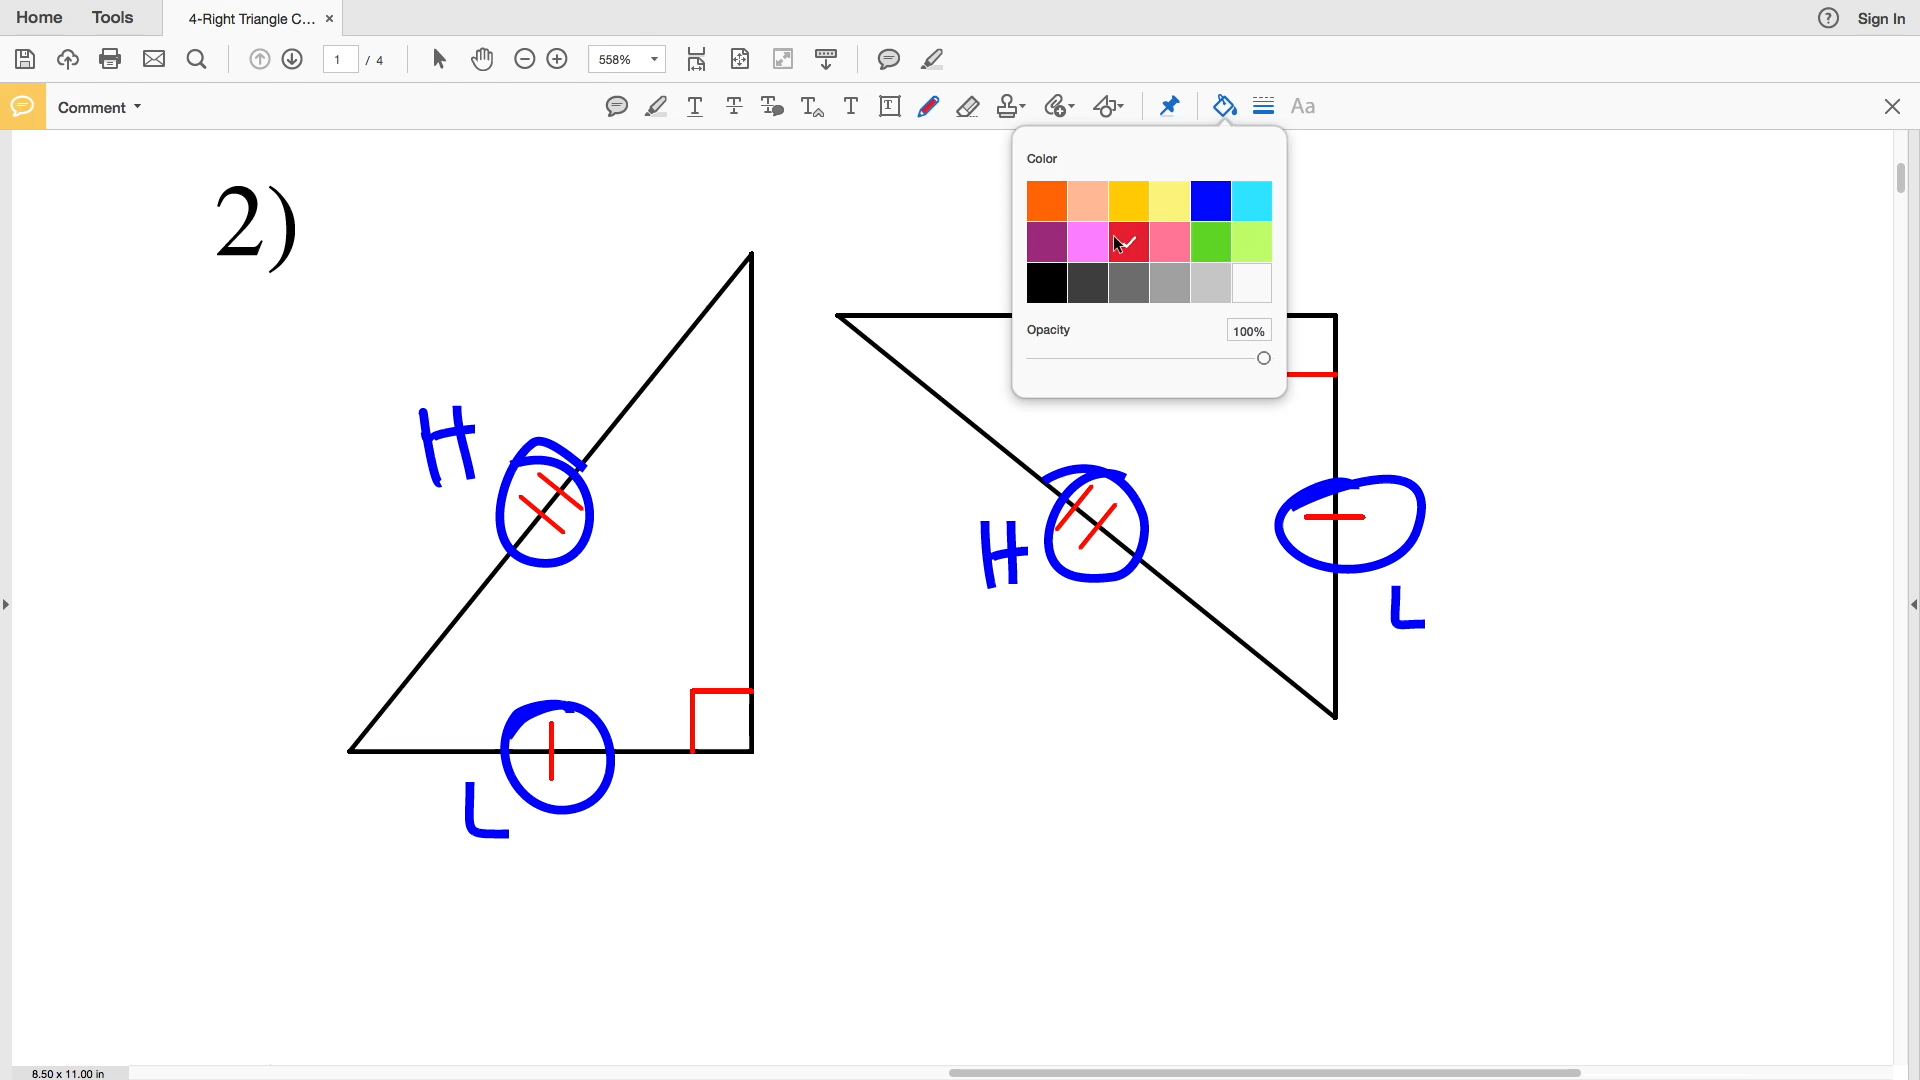 Home Tools 4-Right Triangle C... × ? Sign In
1 / 4 558%
Comment Aa
Color
2)
Opacity 100%
H
H
L
L
8.50 x 11.00 in